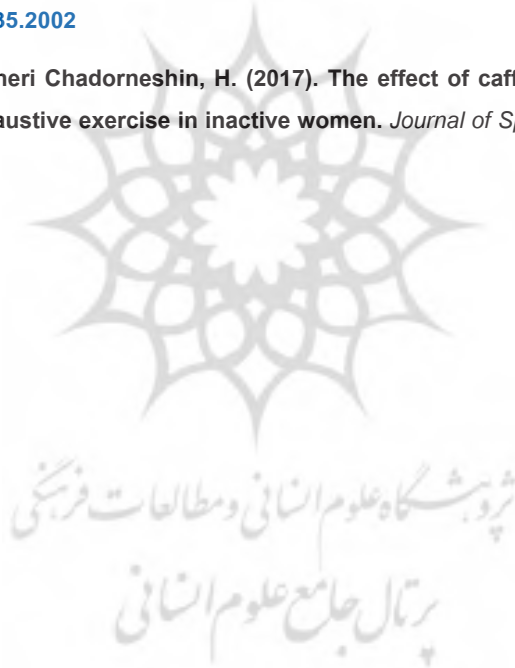 35.2002
neri Chadorneshin, H. (2017). The effect of caff
austive exercise in inactive women. Journal of Sp
پژوهشگاه علوم انسانی و مطالعات فرهنگی
پرتال جامع علوم انسانی